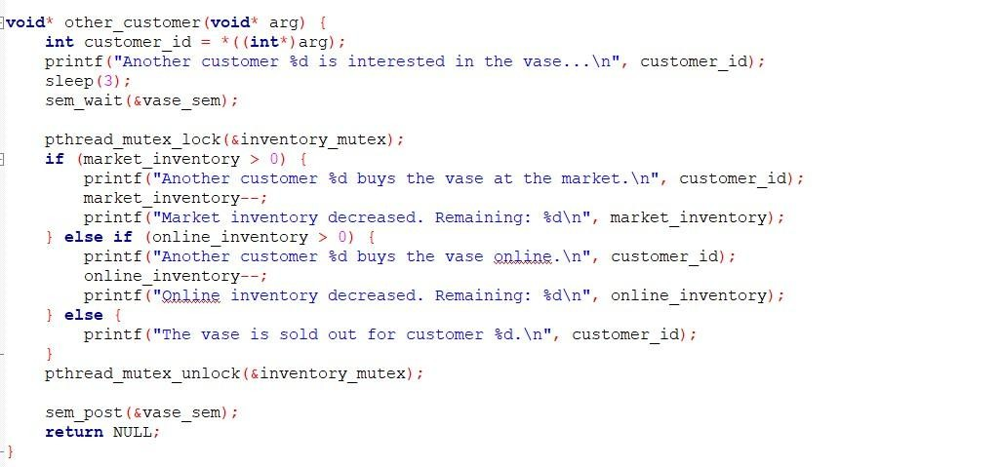 void* other_customer(void* arg) {
    int customer_id = *((int*)arg);
    printf("Another customer %d is interested in the vase...\n", customer_id);
    sleep(3);
    sem_wait(&vase_sem);

    pthread_mutex_lock(&inventory_mutex);
    if (market_inventory > 0) {
        printf("Another customer %d buys the vase at the market.\n", customer_id);
        market_inventory--;
        printf("Market inventory decreased. Remaining: %d\n", market_inventory);
    } else if (online_inventory > 0) {
        printf("Another customer %d buys the vase online.\n", customer_id);
        online_inventory--;
        printf("Online inventory decreased. Remaining: %d\n", online_inventory);
    } else {
        printf("The vase is sold out for customer %d.\n", customer_id);
    }
    pthread_mutex_unlock(&inventory_mutex);

    sem_post(&vase_sem);
    return NULL;
}